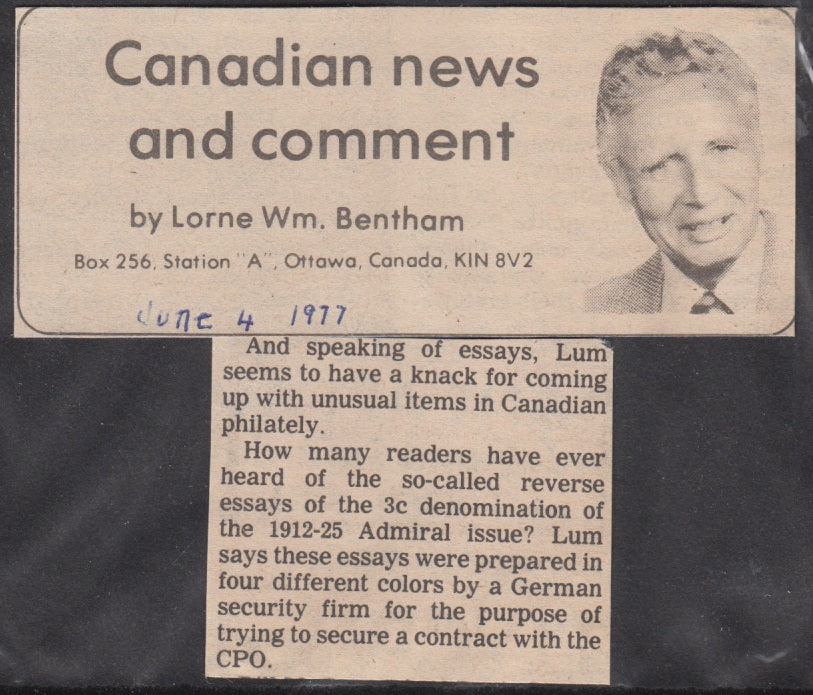 Canadian news
and comment
by Lorne Wm. Bentham
Box 256, Station "A", Ottawa, Canada, KIN 8V2
June 4 1977
And speaking of essays, Lum
seems to have a knack for coming
up with unusual items in Canadian
philately.
How many readers have ever
heard of the so-called reverse
essays of the 3c denomination of
the 1912-25 Admiral issue? Lum
says these essays were prepared in
four different colors by a German
security firm for the purpose of
trying to secure a contract with the
CPO.